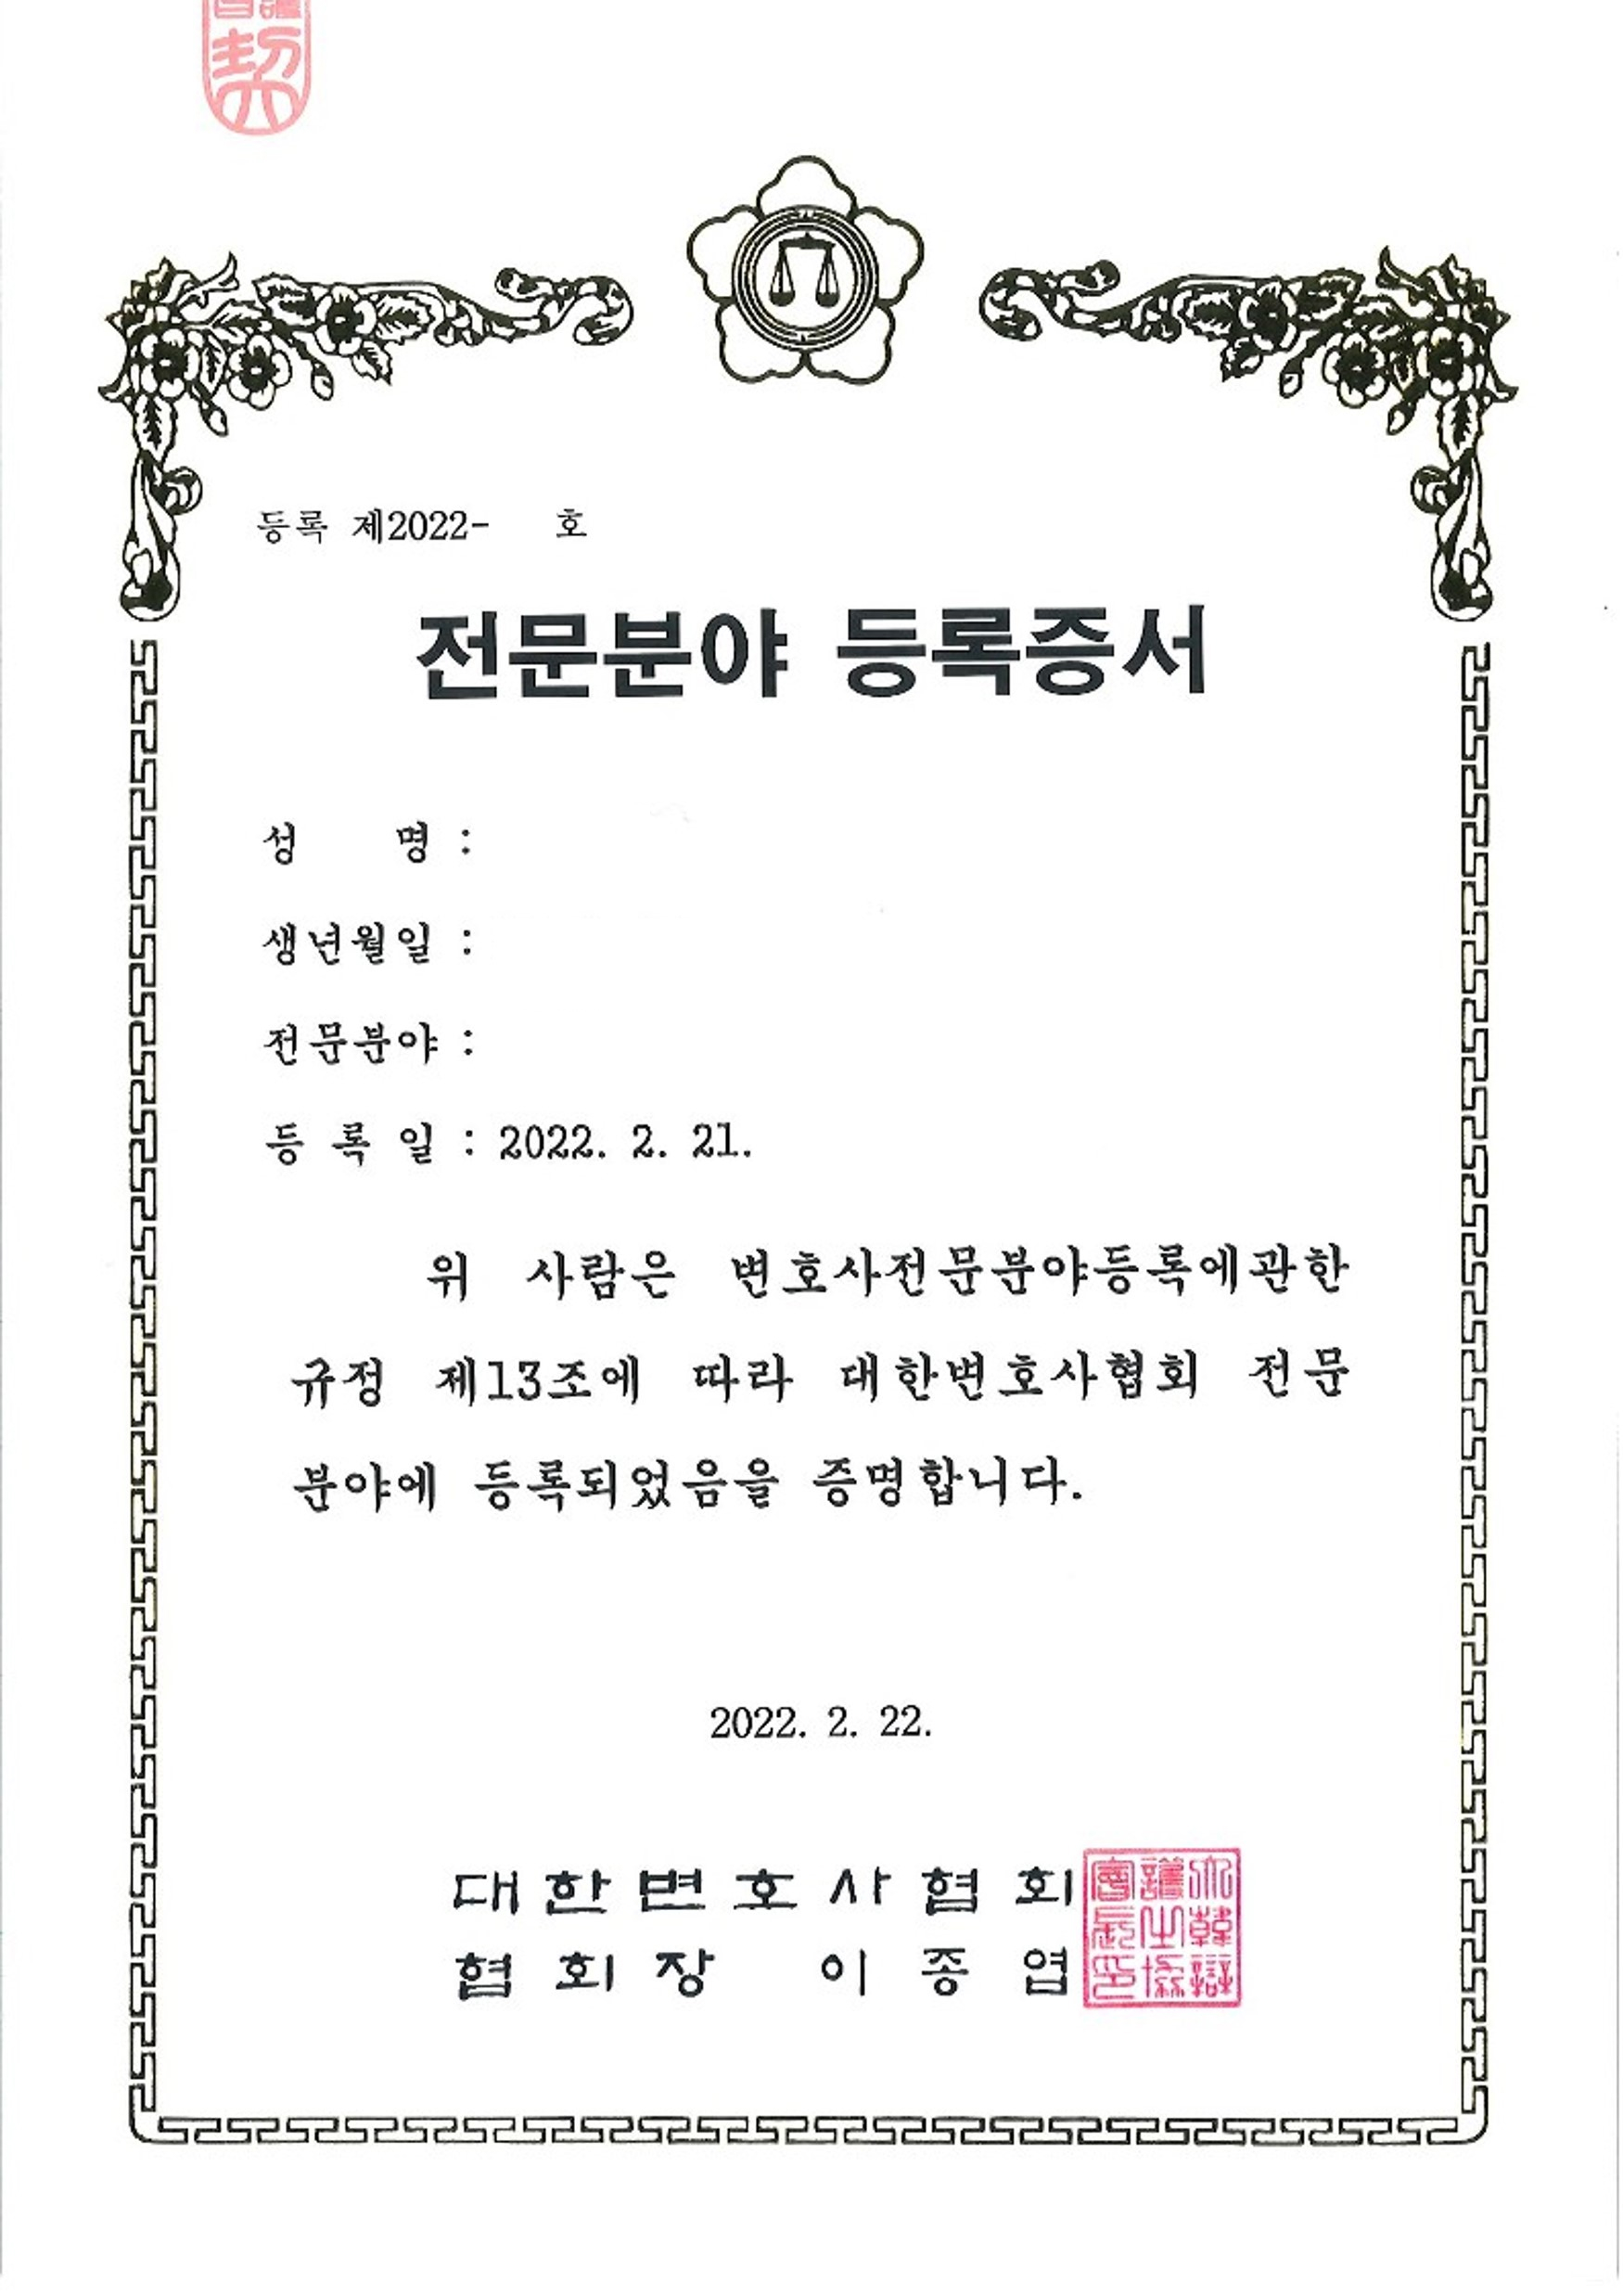 등록 제2022- 호
전문분야 등록증서
성 명 :
생년월일 :
전문분야 :
등 록 일 : 2022. 2. 21.
위 사람은 변호사전문분야등록에관한
규정 제13조에 따라 대한변호사협회 전문
분야에 등록되었음을 증명합니다.
2022. 2. 22.
대한변호사협회
협회장 이종엽